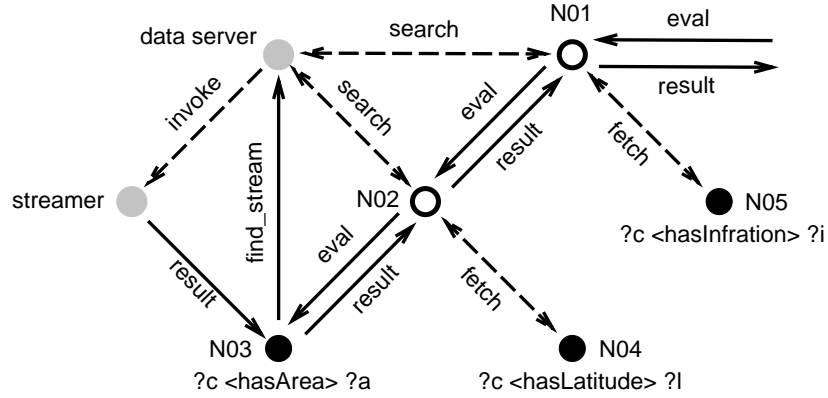 N01
eval
data server
search
result
invoke
search
eval
result
fetch
streamer
N02
N05
?c <hasInfration> ?i
find_stream
eval
result
result
fetch
N03
N04
?c <hasArea> ?a
?c <hasLatitude> ?l